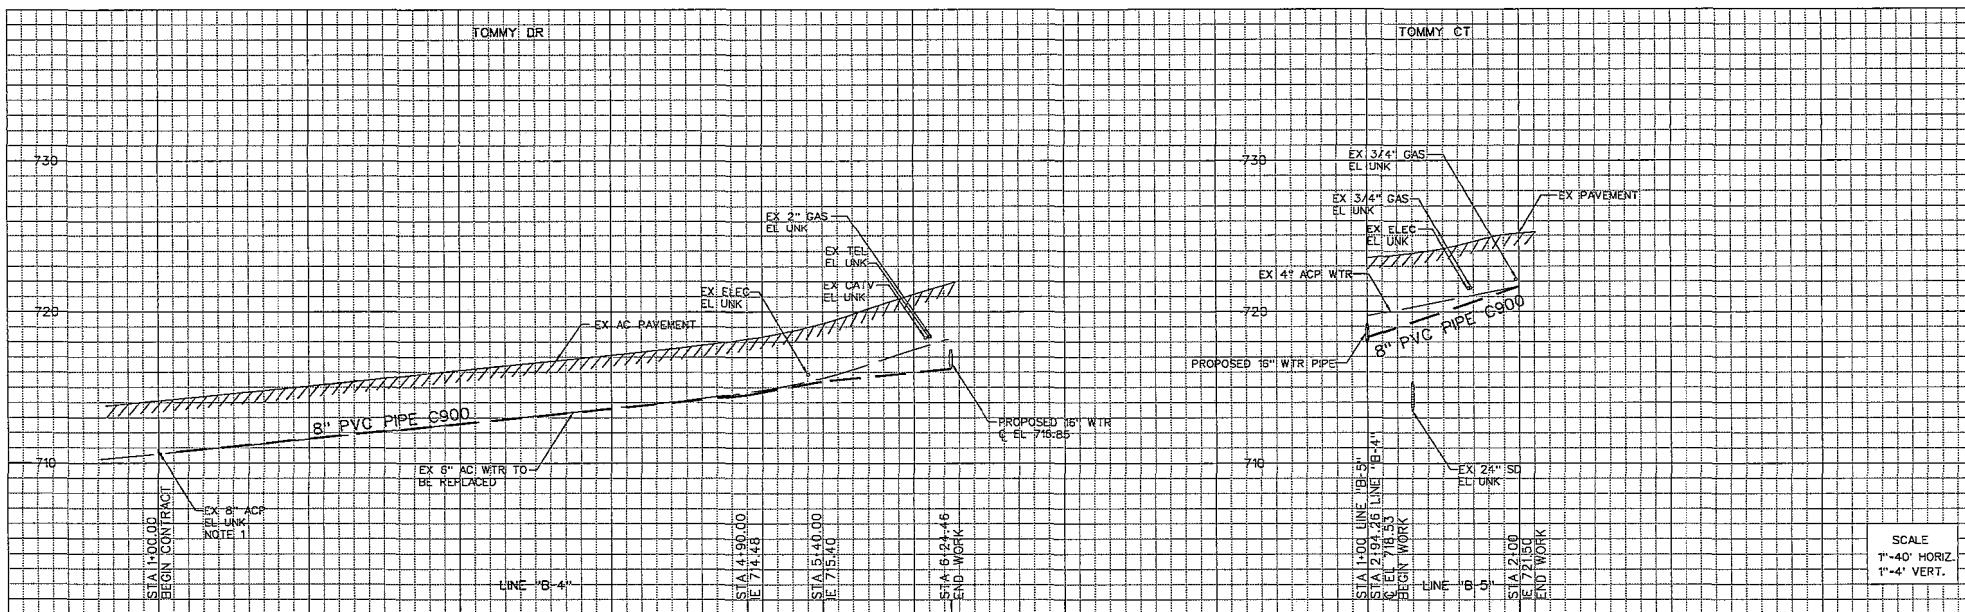 TOMMY DR
TOMMY CT
730
730
720
720
710
710
EX 2" GAS
EL UNK
EX TEL
EL UNK
EX CATV
EL UNK
EX ELEC
EL UNK
EX AC PAVEMENT
8" PVC PIPE C900
EX 6" AC WTR TO
BE REPLACED
EX 8" ACP
EL UNK
NOTE 1
PROPOSED 16" WTR
℄ EL 716.85
STA 1+00.00
BEGIN CONTRACT
LINE "B-4"
STA 4+90.00
IE 714.48
STA 5+40.00
IE 715.40
STA 6+24.46
END WORK
EX 3/4" GAS
EL UNK
EX 3/4" GAS
EL UNK
EX ELEC
EL UNK
EX PAVEMENT
EX 4" ACP WTR
8" PVC PIPE C900
PROPOSED 16" WTR PIPE
EX 24" SD
EL UNK
STA 1+00 LINE "B-5"
STA 2+94.26 LINE "B-4"
℄ EL 718.53
BEGIN WORK
LINE "B-5"
STA 2+00
IE 721.50
END WORK
SCALE
1"-40' HORIZ.
1"-4' VERT.